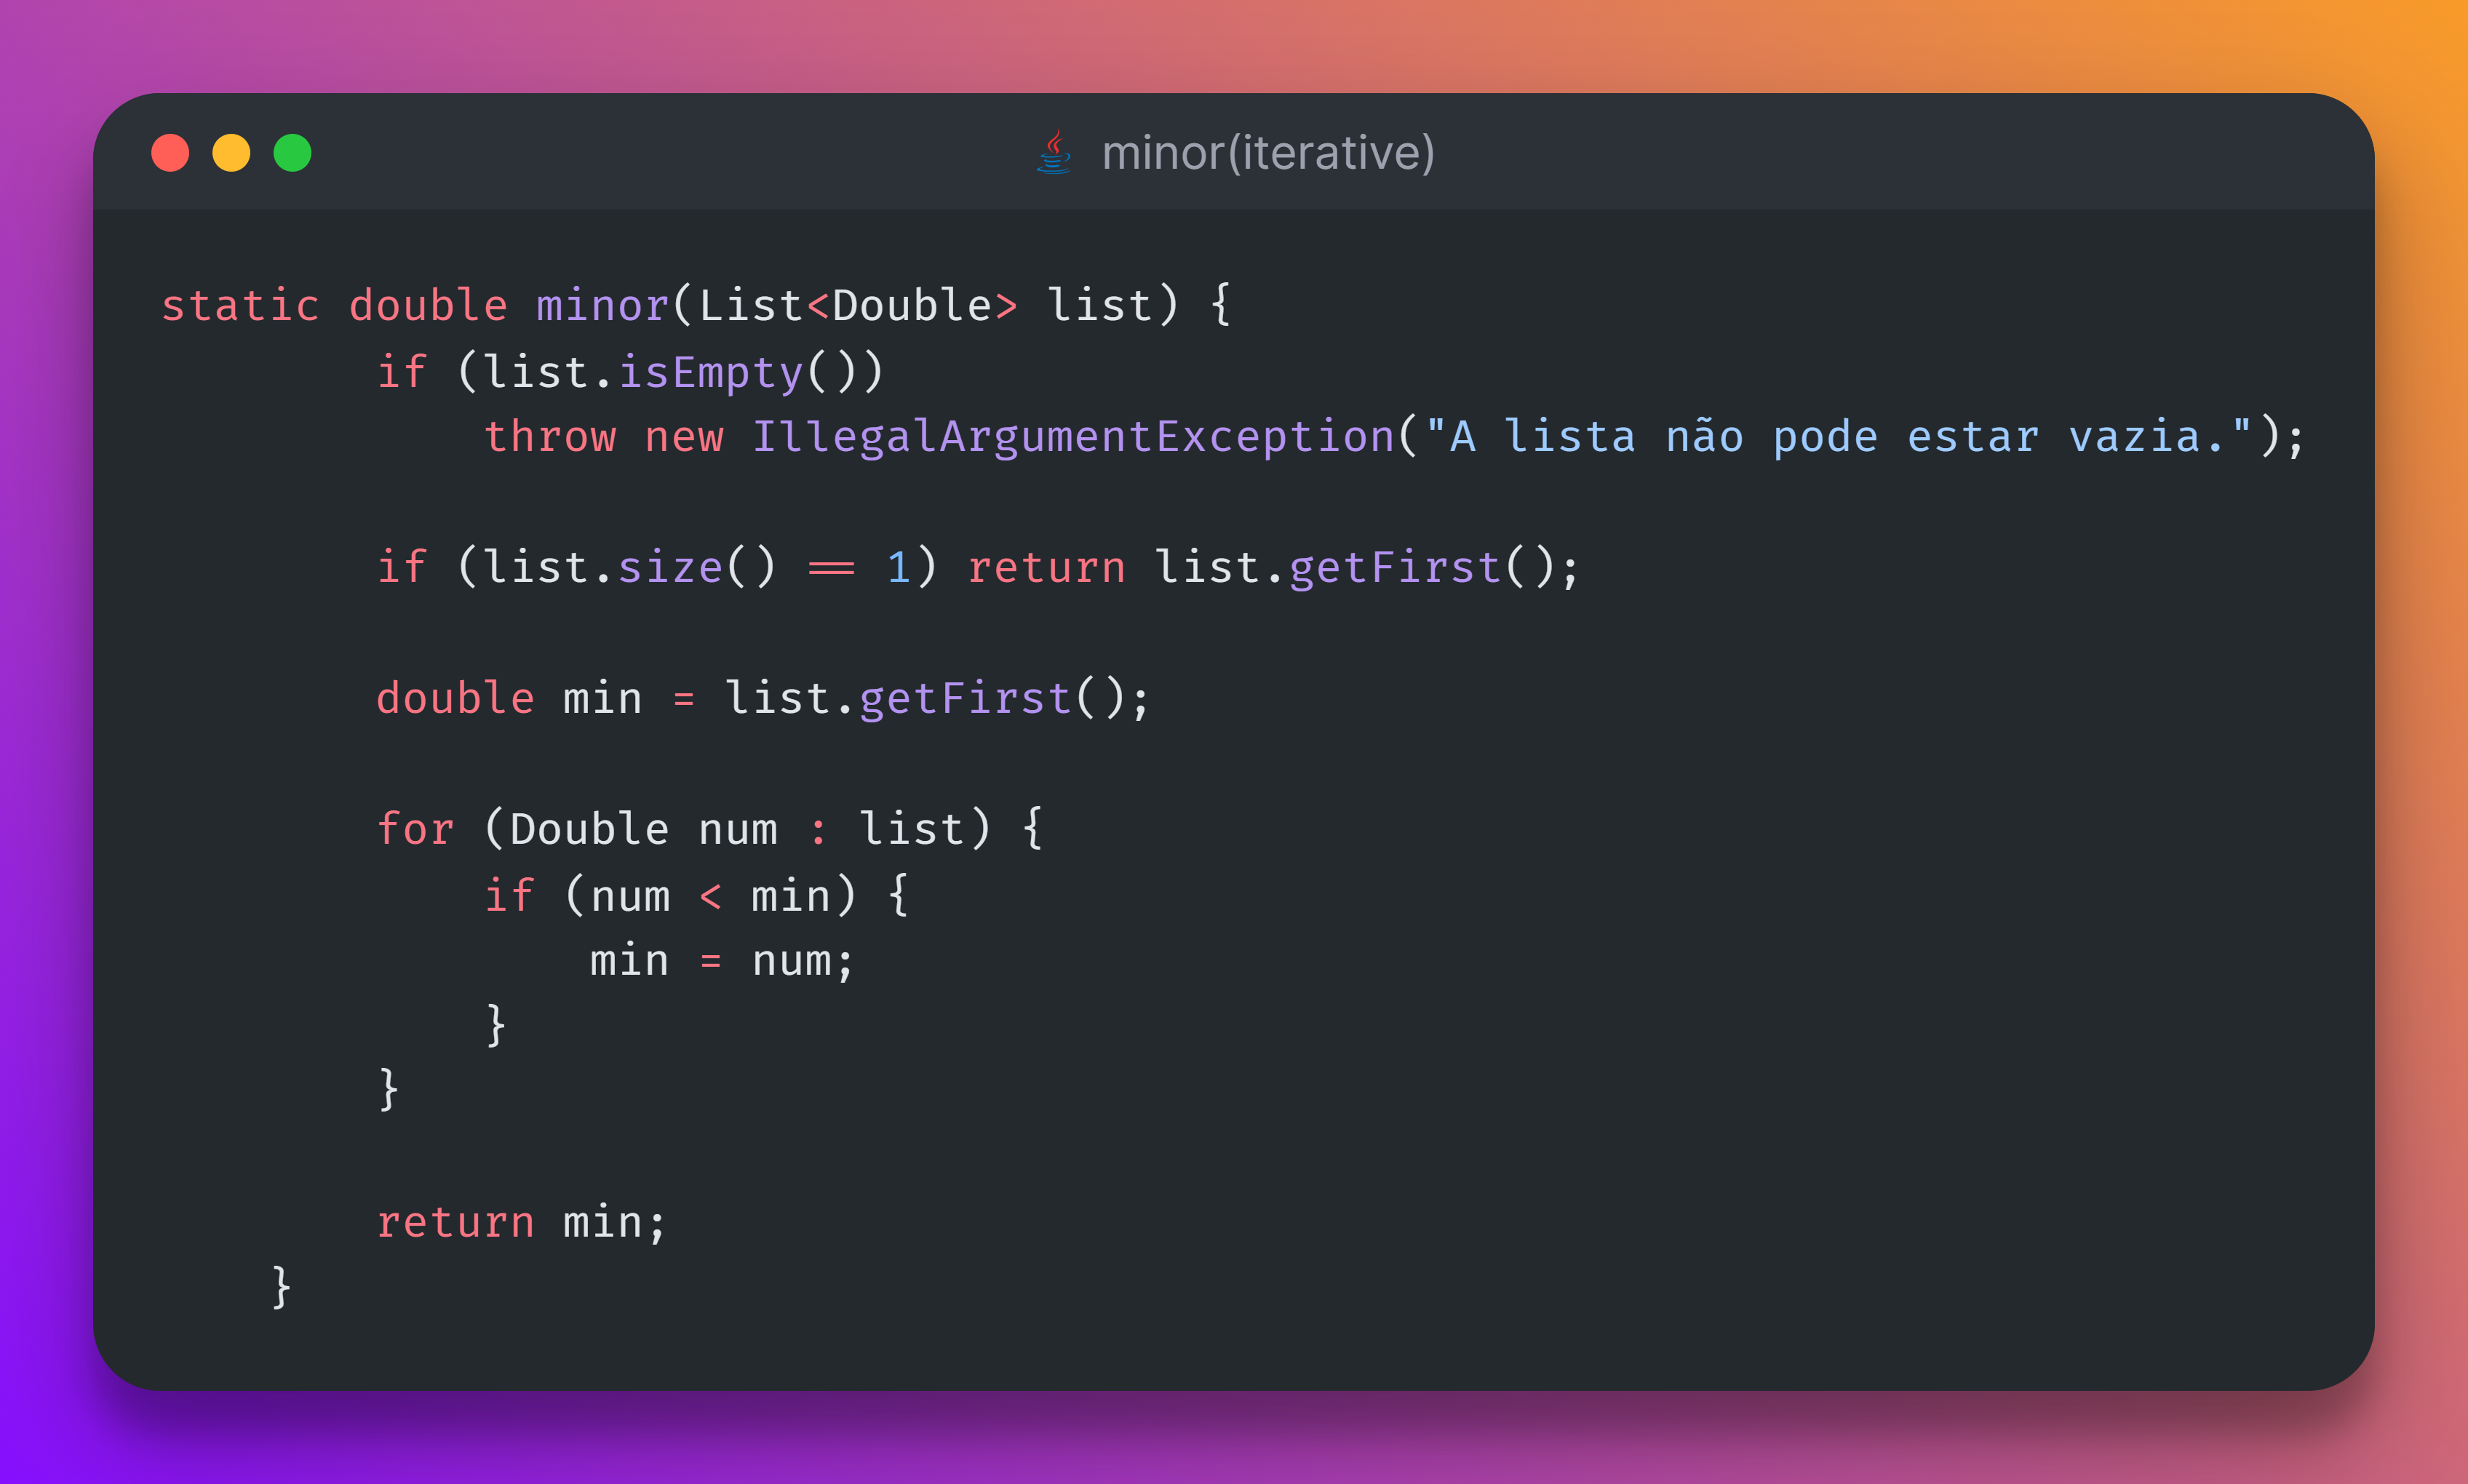 minor(iterative)
static double minor(List<Double> list) {
if (list.isEmpty())
throw new IllegalArgumentException("A lista não pode estar vazia.");
if (list.size() == 1) return list.getFirst();
double min = list.getFirst();
for (Double num : list) {
if (num < min) {
min = num;
}
}
return min;
}